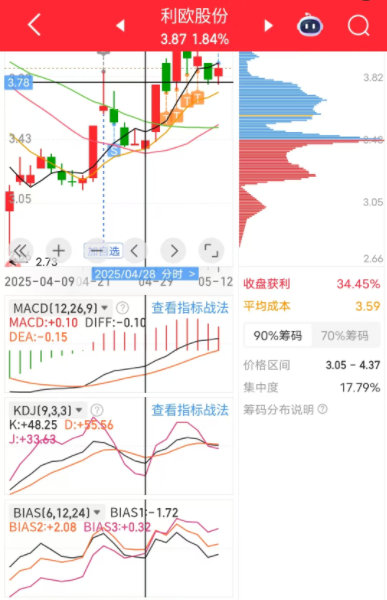 利欧股份
3.87 1.84%
3.78
3.82
3.43
3.46
3.05
3.05
2.73
2.66
2025/04/28 分时 >
2025-04-09 04-21 04-29 05-12
收盘获利 34.45%
平均成本 3.59
90%筹码 70%筹码
价格区间 3.05 - 4.37
集中度 17.79%
筹码分布说明
MACD(12,26,9) 查看指标战法
MACD:+0.10 DIFF:-0.10
DEA:-0.15
KDJ(9,3,3) 查看指标战法
K:+48.25 D:+55.56
J:+33.63
BIAS(6,12,24) BIAS1:-1.72
BIAS2:+2.08 BIAS3:+0.32